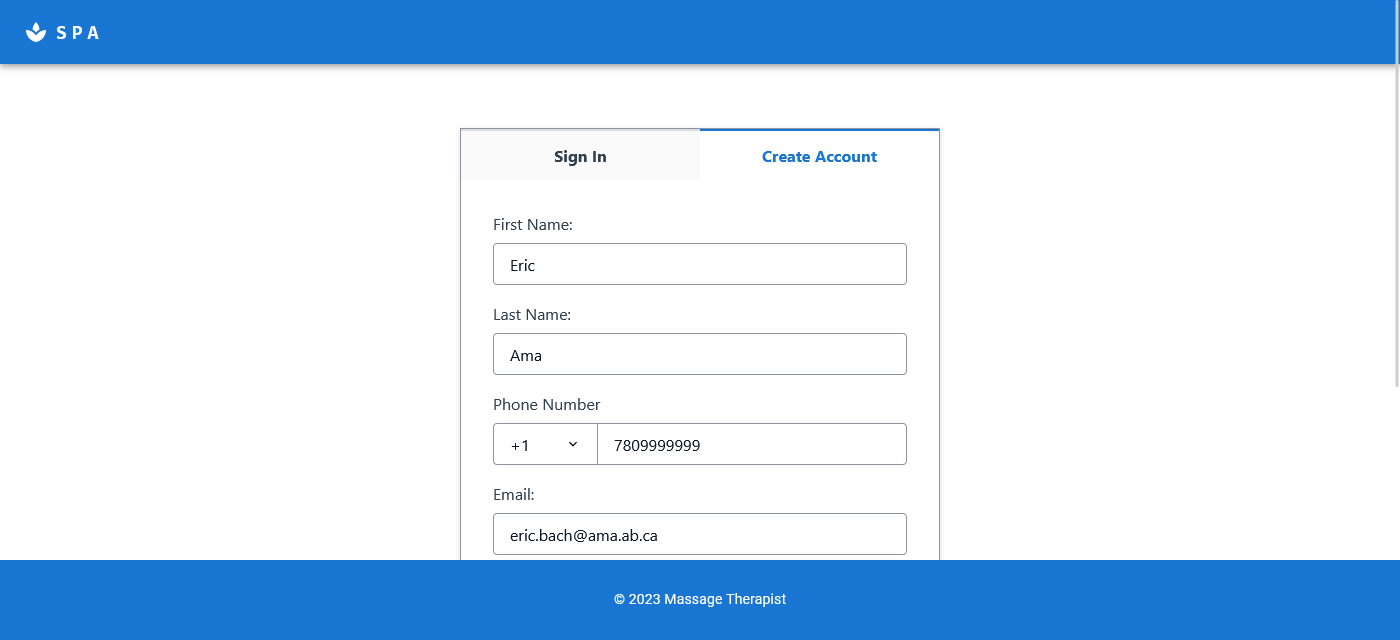 SPA
Sign In
Create Account
First Name:
Eric
Last Name:
Ama
Phone Number
+1
7809999999
Email:
eric.bach@ama.ab.ca
© 2023 Massage Therapist